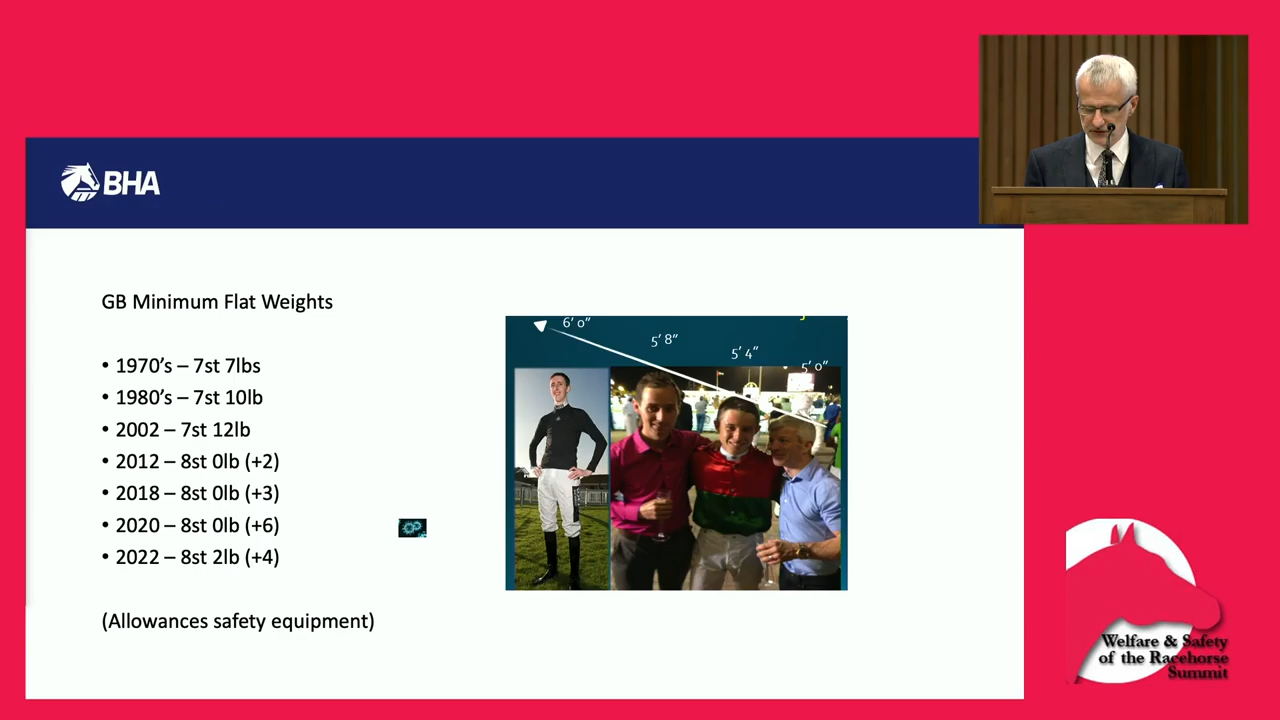 BHA
GB Minimum Flat Weights
• 1970’s – 7st 7lbs
• 1980’s – 7st 10lb
• 2002 – 7st 12lb
• 2012 – 8st 0lb (+2)
• 2018 – 8st 0lb (+3)
• 2020 – 8st 0lb (+6)
• 2022 – 8st 2lb (+4)
(Allowances safety equipment)
6’ 0”
5’ 8”
5’ 4”
5’ 0”
Welfare & Safety
of the Racehorse
Summit